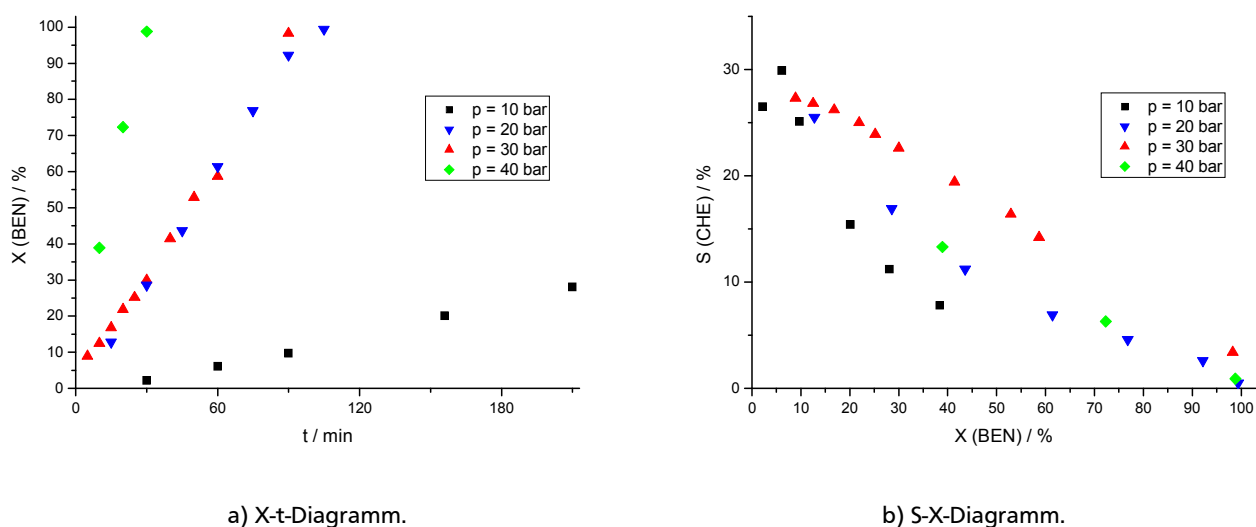 100
90
80
70
60
50
40
30
20
10
0
X (BEN) / %
0 60 120 180
t / min
p = 10 bar
p = 20 bar
p = 30 bar
p = 40 bar
a) X-t-Diagramm.
30
20
10
0
S (CHE) / %
0 10 20 30 40 50 60 70 80 90 100
X (BEN) / %
p = 10 bar
p = 20 bar
p = 30 bar
p = 40 bar
b) S-X-Diagramm.